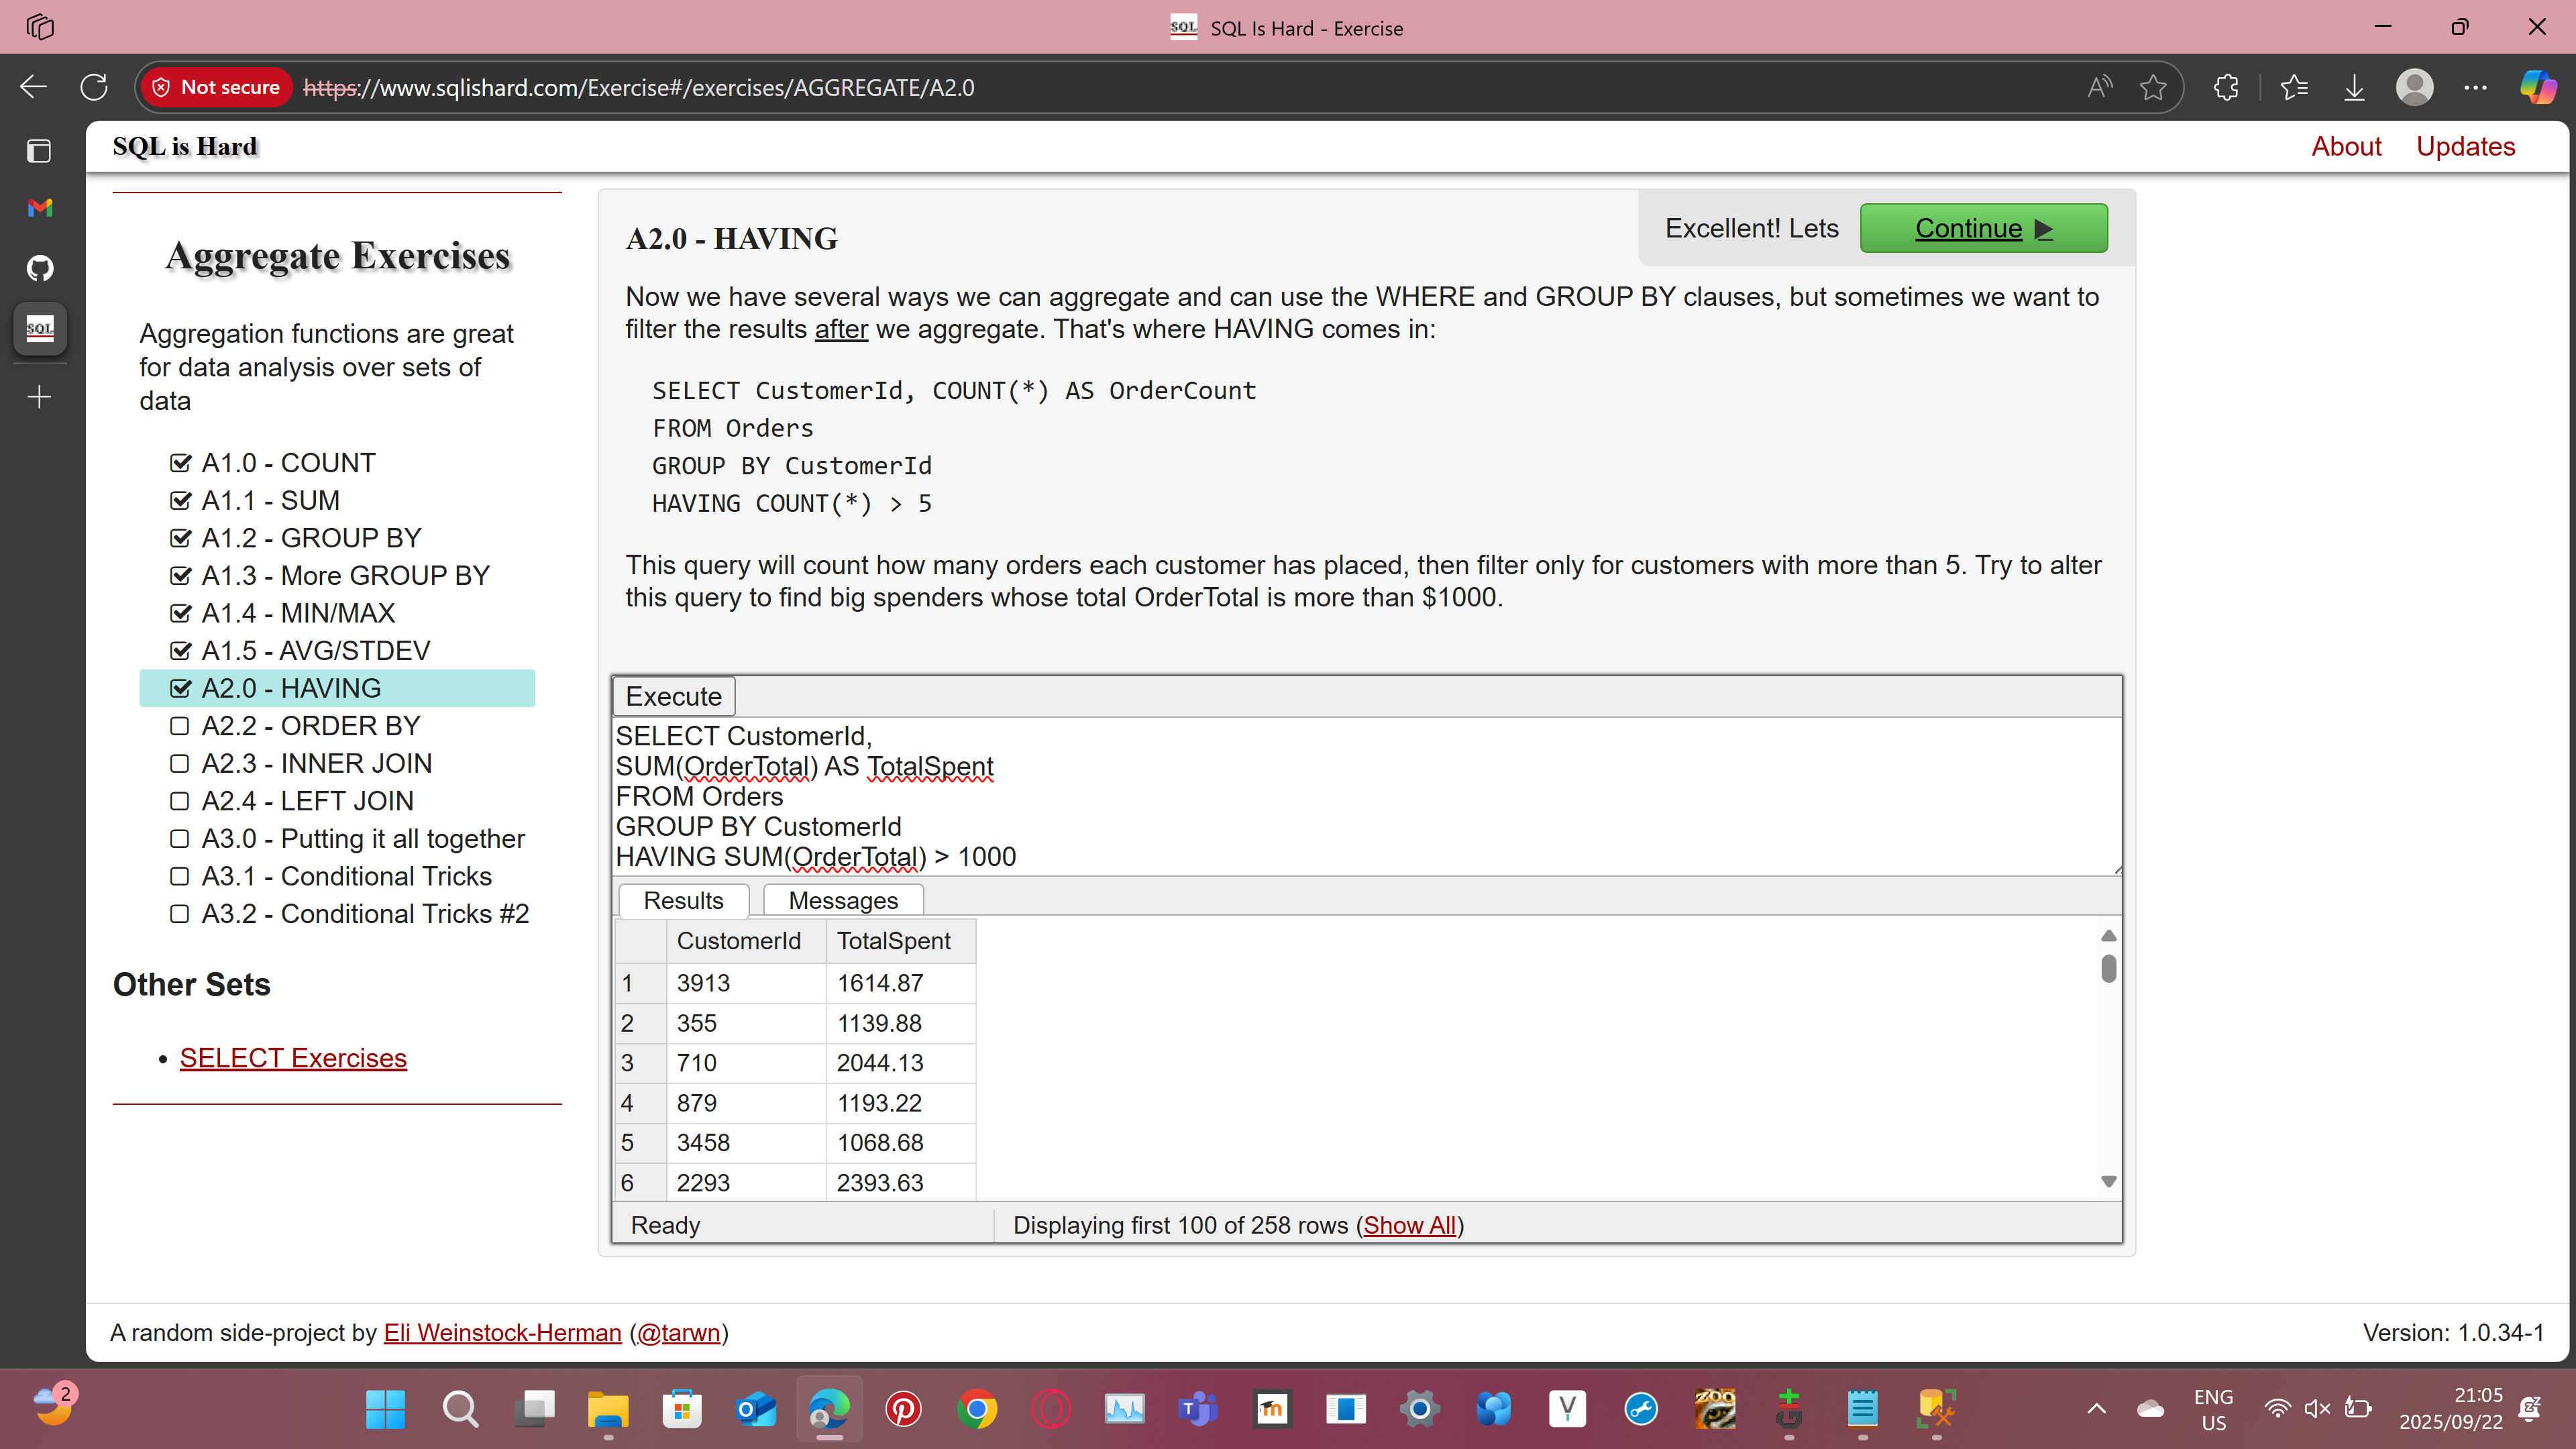 SQL Is Hard - Exercise
Not secure https://www.sqlishard.com/Exercise#/exercises/AGGREGATE/A2.0
SQL is Hard
About Updates
Aggregate Exercises
Aggregation functions are great
for data analysis over sets of
data
A1.0 - COUNT
A1.1 - SUM
A1.2 - GROUP BY
A1.3 - More GROUP BY
A1.4 - MIN/MAX
A1.5 - AVG/STDEV
A2.0 - HAVING
A2.2 - ORDER BY
A2.3 - INNER JOIN
A2.4 - LEFT JOIN
A3.0 - Putting it all together
A3.1 - Conditional Tricks
A3.2 - Conditional Tricks #2
Other Sets
SELECT Exercises
A2.0 - HAVING
Excellent! Lets Continue
Now we have several ways we can aggregate and can use the WHERE and GROUP BY clauses, but sometimes we want to
filter the results after we aggregate. That's where HAVING comes in:
SELECT CustomerId, COUNT(*) AS OrderCount
FROM Orders
GROUP BY CustomerId
HAVING COUNT(*) > 5
This query will count how many orders each customer has placed, then filter only for customers with more than 5. Try to alter
this query to find big spenders whose total OrderTotal is more than $1000.
Execute
SELECT CustomerId,
SUM(OrderTotal) AS TotalSpent
FROM Orders
GROUP BY CustomerId
HAVING SUM(OrderTotal) > 1000
Results Messages
CustomerId TotalSpent
1 3913 1614.87
2 355 1139.88
3 710 2044.13
4 879 1193.22
5 3458 1068.68
6 2293 2393.63
Ready Displaying first 100 of 258 rows (Show All)
A random side-project by Eli Weinstock-Herman (@tarwn)
Version: 1.0.34-1
2
ENG
US
21:05
2025/09/22